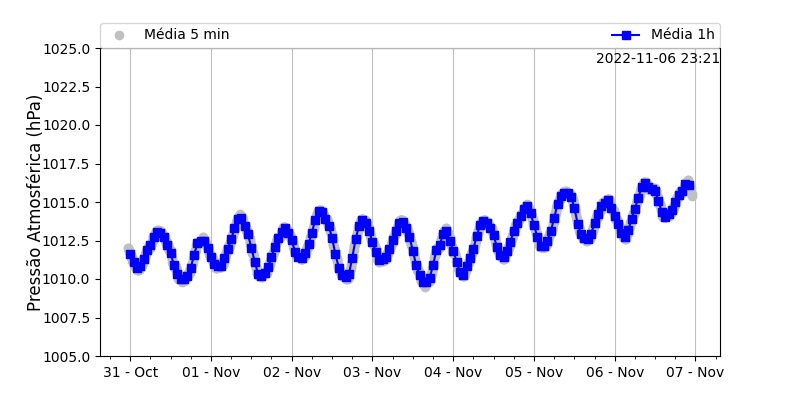 Média 5 min
Média 1h
2022-11-06 23:21
Pressão Atmosférica (hPa)
1025.0
1022.5
1020.0
1017.5
1015.0
1012.5
1010.0
1007.5
1005.0
31 - Oct 01 - Nov 02 - Nov 03 - Nov 04 - Nov 05 - Nov 06 - Nov 07 - Nov